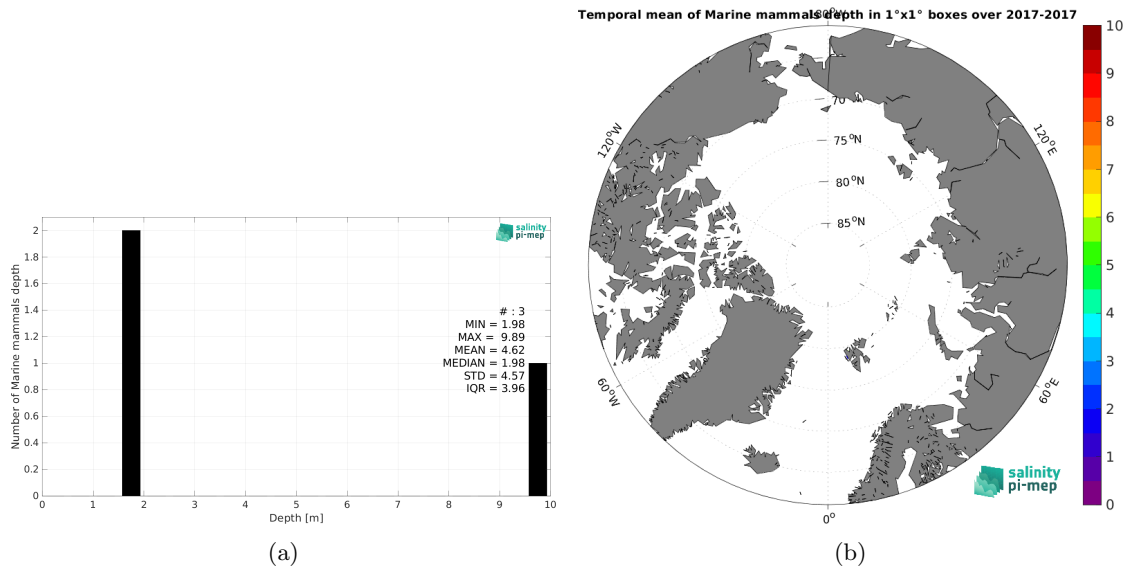 salinity
pi-mep
2
1.8
1.6
1.4
1.2
1
0.8
0.6
0.4
0.2
0
Number of Marine mammals depth
# : 3
MIN = 1.98
MAX = 9.89
MEAN = 4.62
MEDIAN = 1.98
STD = 4.57
IQR = 3.96
0 1 2 3 4 5 6 7 8 9 10
Depth [m]
(a)
Temporal mean of Marine mammals depth in 1°x1° boxes over 2017-2017
180°W
120°W
120°E
70°N
75°N
80°N
85°N
60°W
60°E
0°
salinity
pi-mep
10
9
8
7
6
5
4
3
2
1
0
(b)